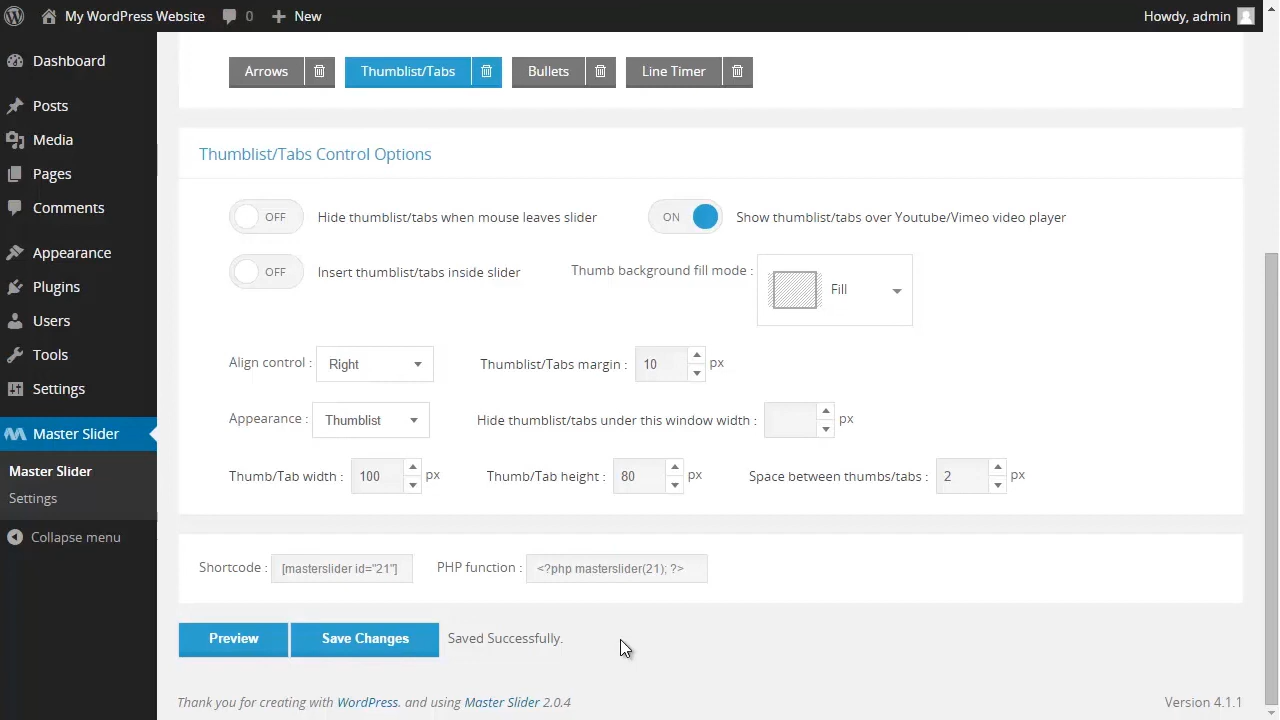 My WordPress Website 0 New Howdy, admin
Dashboard
Posts
Media
Pages
Comments
Appearance
Plugins
Users
Tools
Settings
Master Slider
Master Slider
Settings
Collapse menu
Arrows Thumblist/Tabs Bullets Line Timer
Thumblist/Tabs Control Options
OFF Hide thumblist/tabs when mouse leaves slider ON Show thumblist/tabs over Youtube/Vimeo video player
OFF Insert thumblist/tabs inside slider Thumb background fill mode : Fill
Align control : Right Thumblist/Tabs margin : 10 px
Appearance : Thumblist Hide thumblist/tabs under this window width : px
Thumb/Tab width : 100 px Thumb/Tab height : 80 px Space between thumbs/tabs : 2 px
Shortcode : [masterslider id="21"] PHP function : <?php masterslider(21); ?>
Preview Save Changes Saved Successfully.
Thank you for creating with WordPress. and using Master Slider 2.0.4 Version 4.1.1